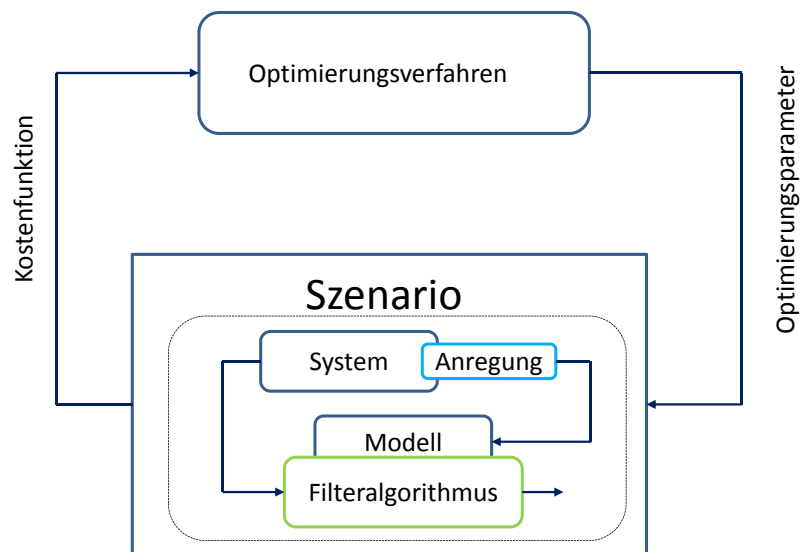 Optimierungsverfahren
Kostenfunktion
Optimierungsparameter
Szenario
System
Anregung
Modell
Filteralgorithmus